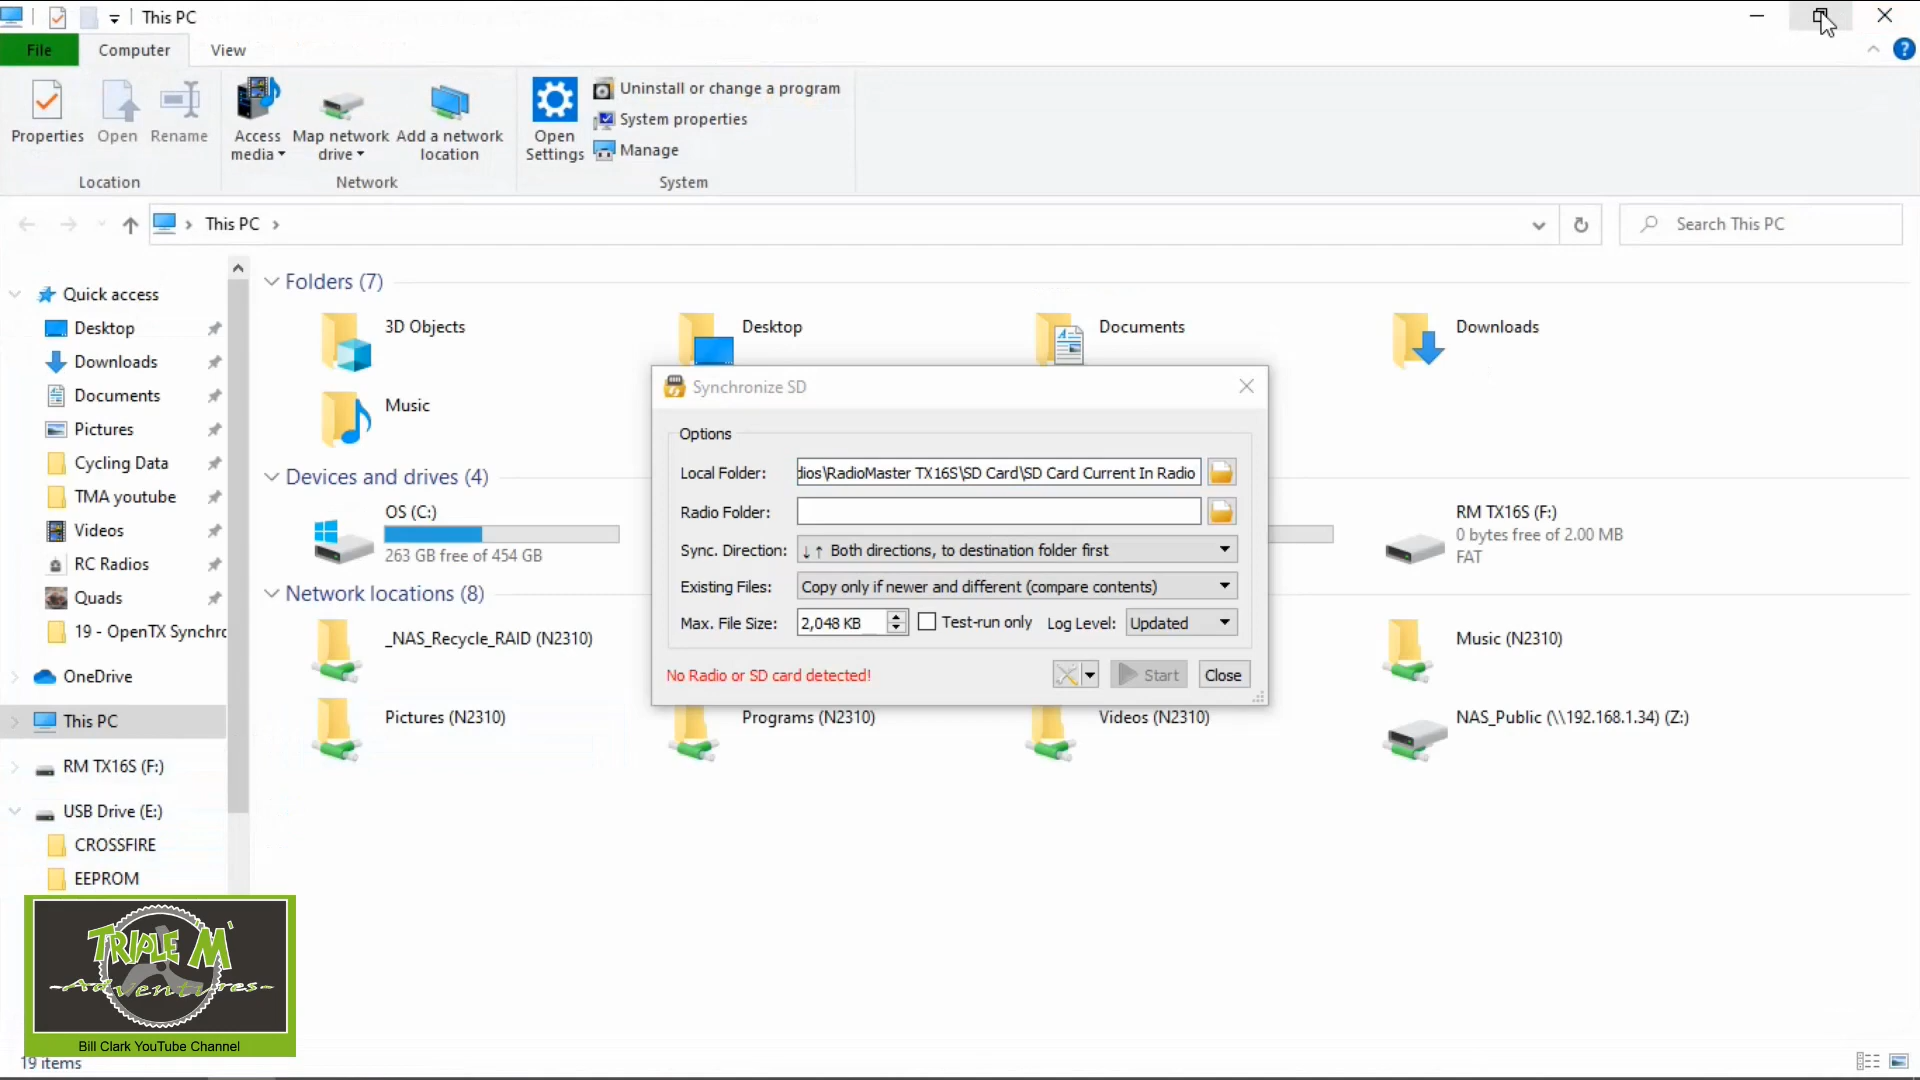 This PC
File
Computer
View
Properties
Open
Rename
Access
media
Map network
drive
Add a network
location
Open
Settings
Uninstall or change a program
System properties
Manage
Location
Network
System
This PC
Search This PC
Quick access
Desktop
Downloads
Documents
Pictures
Cycling Data
TMA youtube
Videos
RC Radios
Quads
19 - OpenTX Synchro
OneDrive
This PC
RM TX16S (F:)
USB Drive (E:)
CROSSFIRE
EEPROM
Folders (7)
3D Objects
Desktop
Documents
Downloads
Music
Devices and drives (4)
OS (C:)
263 GB free of 454 GB
RM TX16S (F:)
0 bytes free of 2.00 MB
FAT
Network locations (8)
_NAS_Recycle_RAID (N2310)
Music (N2310)
Pictures (N2310)
Programs (N2310)
Videos (N2310)
NAS_Public (\\192.168.1.34) (Z:)
Synchronize SD
Options
Local Folder:
dios\RadioMaster TX16S\SD Card\SD Card Current In Radio
Radio Folder:
Sync. Direction:
↓↑ Both directions, to destination folder first
Existing Files:
Copy only if newer and different (compare contents)
Max. File Size:
2,048 KB
Test-run only
Log Level:
Updated
No Radio or SD card detected!
Start
Close
TRIPLE M
-Adventures-
Bill Clark YouTube Channel
19 items